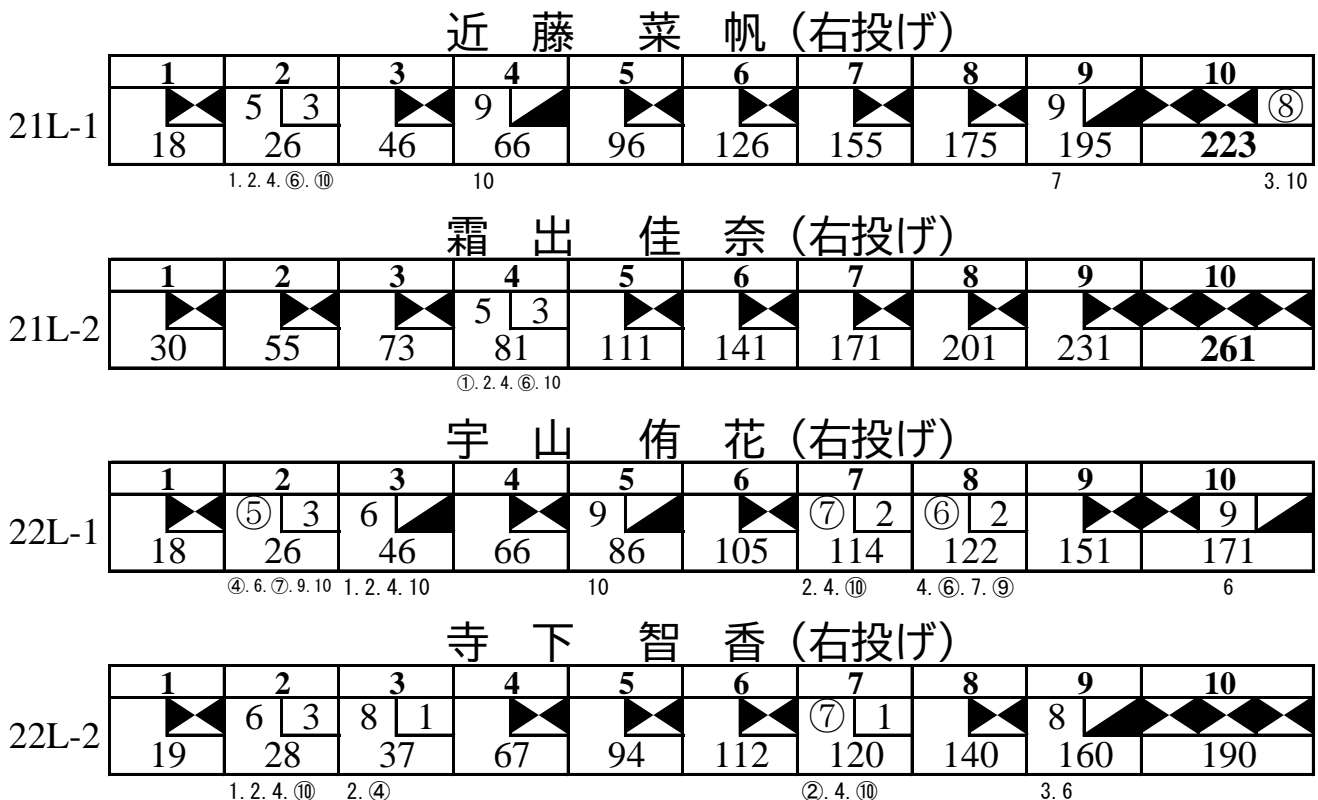 近 藤 菜 帆 (右投げ)
1 2 3 4 5 6 7 8 9 10
21L-1
5 3 9 9 ⑧
18 26 46 66 96 126 155 175 195 223
1. 2. 4. ⑥. ⑩ 10 7 3. 10
霜 出 佳 奈 (右投げ)
1 2 3 4 5 6 7 8 9 10
21L-2
5 3
30 55 73 81 111 141 171 201 231 261
①. 2. 4. ⑥. 10
宇 山 侑 花 (右投げ)
1 2 3 4 5 6 7 8 9 10
22L-1
⑤ 3 6 9 ⑦ 2 ⑥ 2 9
18 26 46 66 86 105 114 122 151 171
④. 6. ⑦. 9. 10 1. 2. 4. 10 10 2. 4. ⑩ 4. ⑥. 7. ⑨ 6
寺 下 智 香 (右投げ)
1 2 3 4 5 6 7 8 9 10
22L-2
6 3 8 1 ⑦ 1 8
19 28 37 67 94 112 120 140 160 190
1. 2. 4. ⑩ 2. ④ ②. 4. ⑩ 3. 6